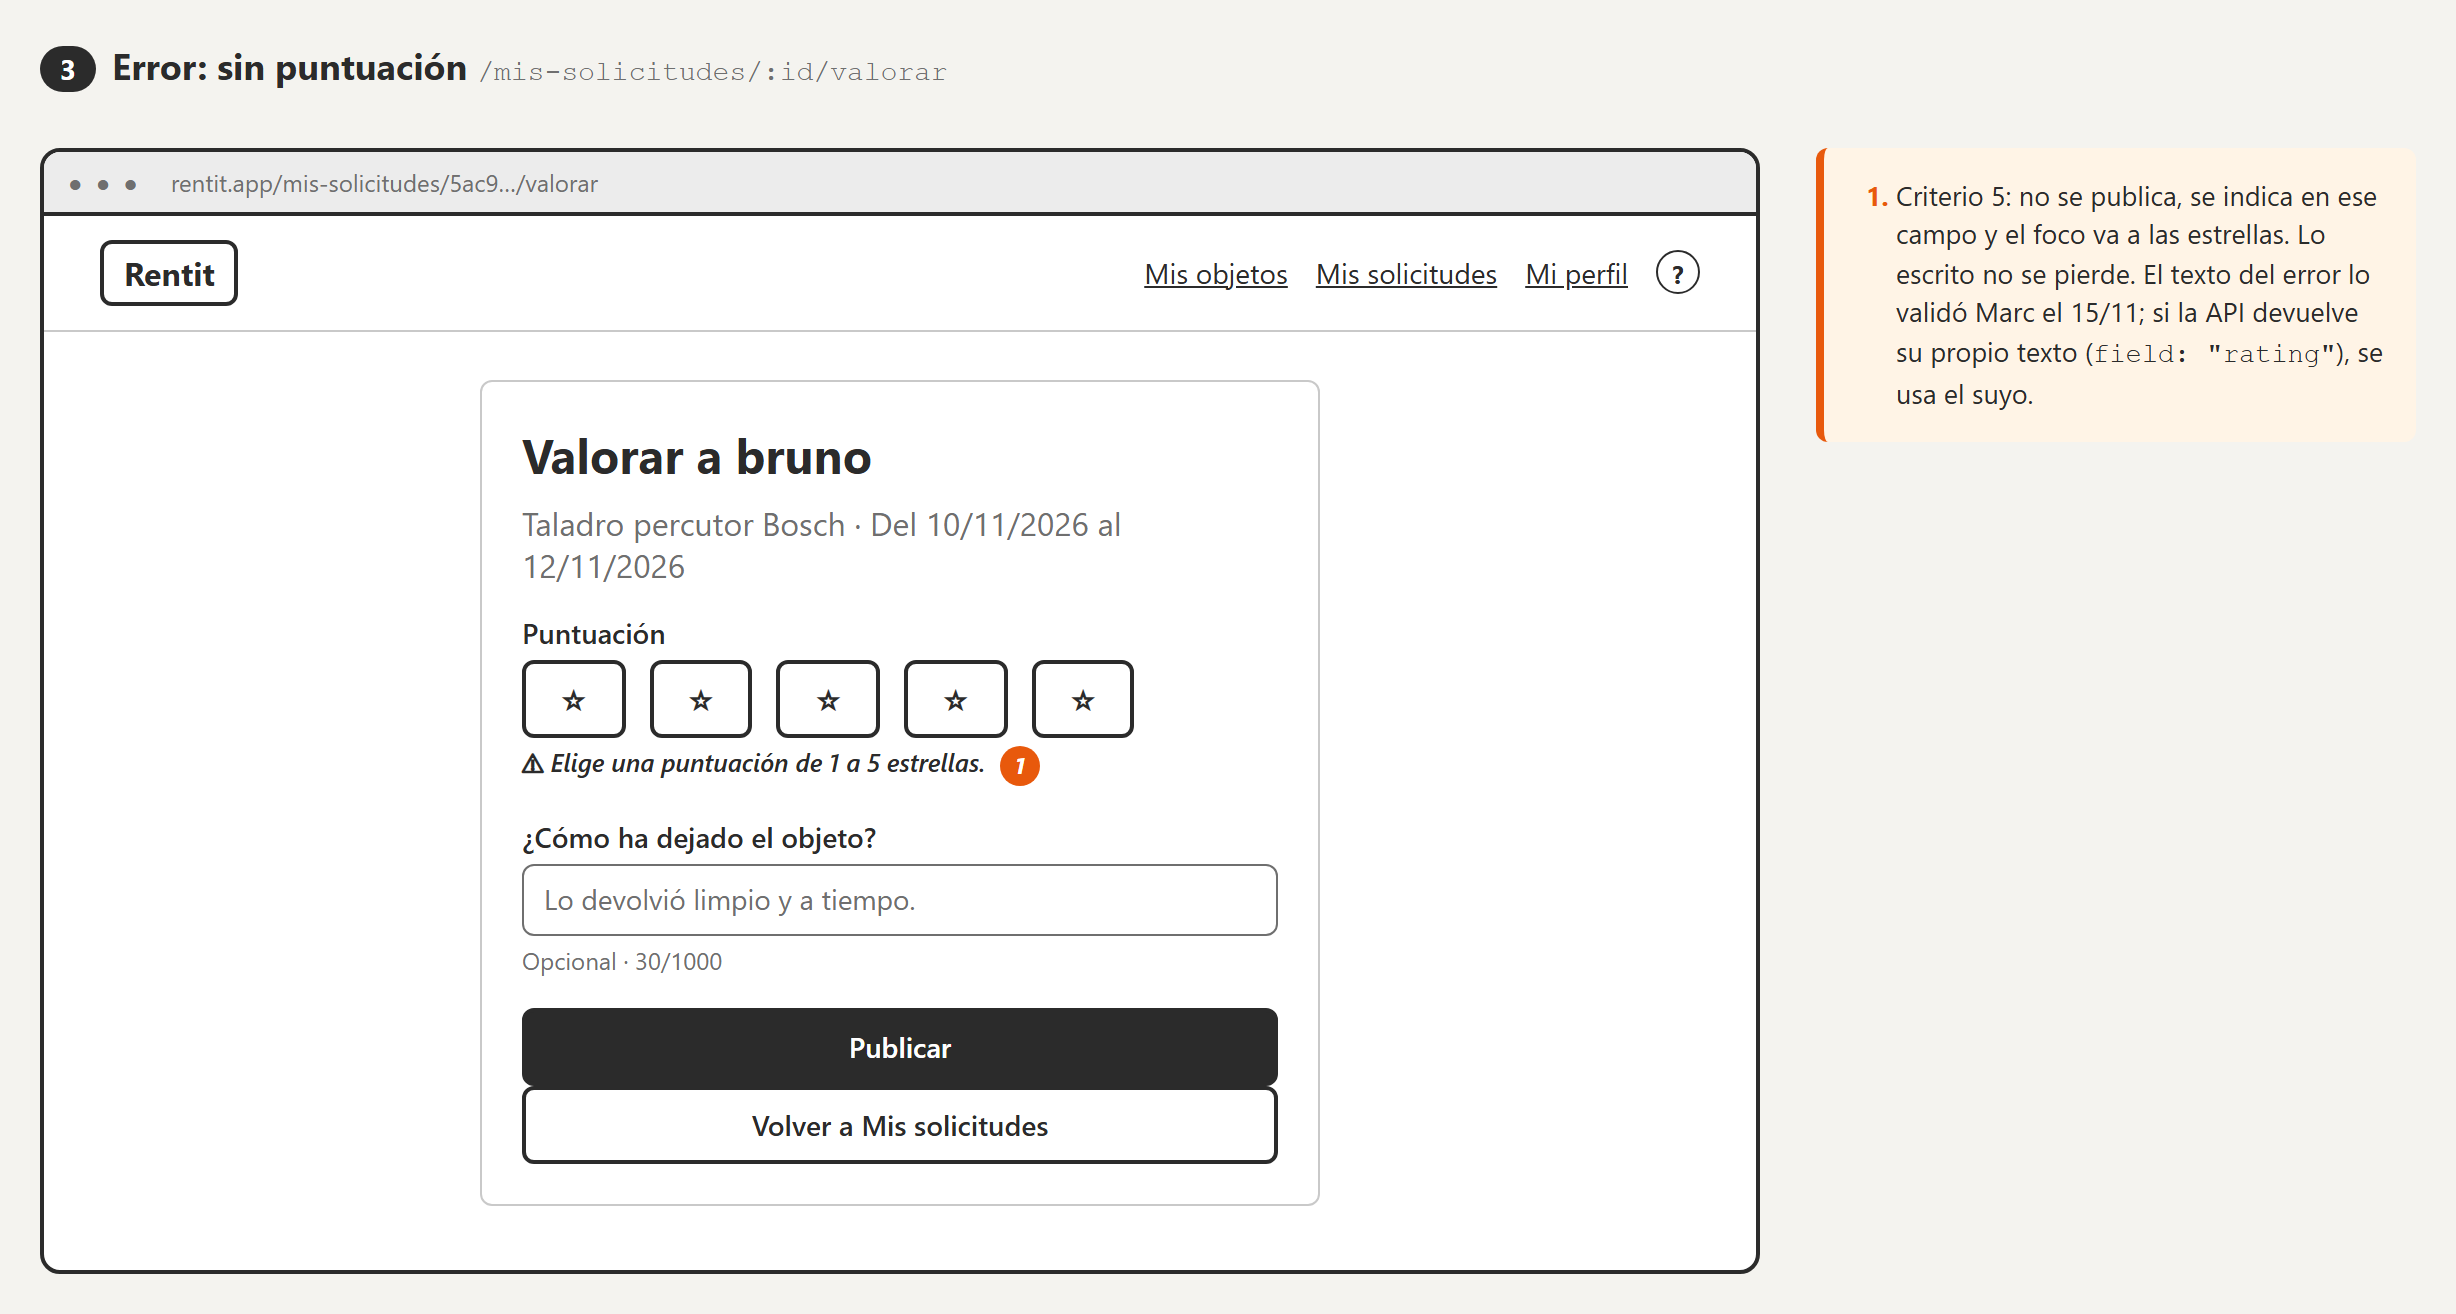 3 Error: sin puntuación /mis-solicitudes/:id/valorar
rentit.app/mis-solicitudes/5ac9.../valorar
Rentit
Mis objetos Mis solicitudes Mi perfil ?
Valorar a bruno
Taladro percutor Bosch · Del 10/11/2026 al
12/11/2026
Puntuación
☆ ☆ ☆ ☆ ☆
⚠ Elige una puntuación de 1 a 5 estrellas. 1
¿Cómo ha dejado el objeto?
Lo devolvió limpio y a tiempo.
Opcional · 30/1000
Publicar
Volver a Mis solicitudes
1. Criterio 5: no se publica, se indica en ese
campo y el foco va a las estrellas. Lo
escrito no se pierde. El texto del error lo
validó Marc el 15/11; si la API devuelve
su propio texto (field: "rating"), se
usa el suyo.